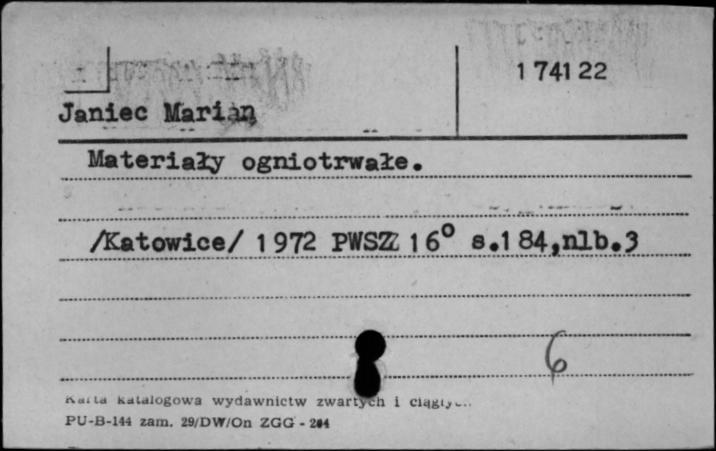 1 741 22
Janiec Marian
Materiały ogniotrwałe.
/Katowice/ 1972 PWSZ 16° s.184,nlb.3
6
Karta katalogowa wydawnictw zwartych i ciągły
PU-B-144 zam. 29/DW/On ZGG - 204